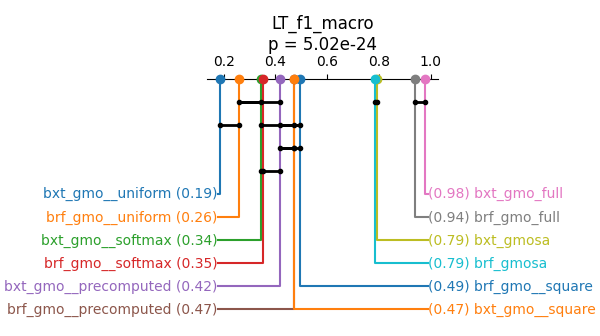 LT_f1_macro
p = 5.02e-24
0.2 0.4 0.6 0.8 1.0
bxt_gmo__uniform (0.19) (0.98) bxt_gmo_full
brf_gmo__uniform (0.26) (0.94) brf_gmo_full
bxt_gmo__softmax (0.34) (0.79) bxt_gmosa
brf_gmo__softmax (0.35) (0.79) brf_gmosa
bxt_gmo__precomputed (0.42) (0.49) brf_gmo__square
brf_gmo__precomputed (0.47) (0.47) bxt_gmo__square